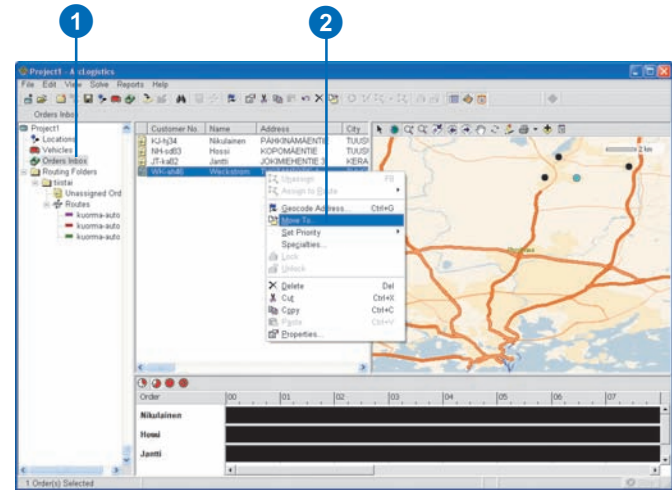 1
2
Project1 - ArcLogistics
File Edit View Solve Reports Help
Orders Inbox
Project1
Locations
Vehicles
Orders Inbox
Routing Folders
tiistai
Unassigned Ord
Routes
kuorma-auto
kuorma-auto
kuorma-auto
Customer No. Name Address City
KJ-hj34 Nikulainen PÄHKINÄMÄENTIE TUUSI
NH-sd83 Hossi KOPOMÄENTIE TUUSI
JT-ka82 Jantti JOKIMIEHENTIE 3 KERA
WK-ah46 Weckstrom
Unassign F8
Assign to Route
Geocode Address... Ctrl+G
Move To...
Set Priority
Specialties...
Lock
Unlock
Delete Del
Cut Ctrl+X
Copy Ctrl+C
Paste Ctrl+V
Properties...
2 km
Order 00 01 02 03 04 05 06 07
Nikulainen
Hossi
Jantti
1 Order(s) Selected